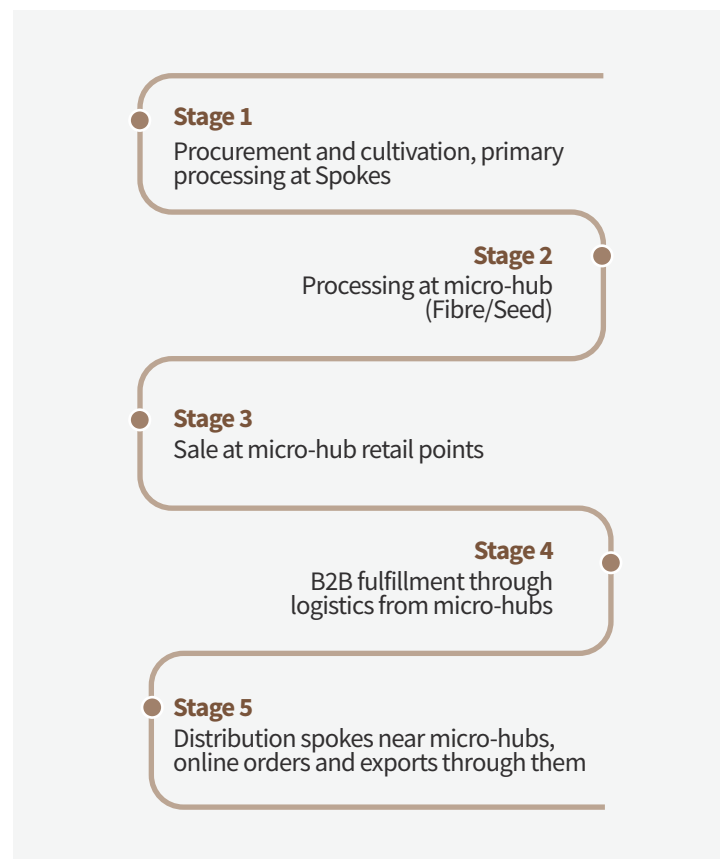 Stage 1
Procurement and cultivation, primary
processing at Spokes
Stage 2
Processing at micro-hub
(Fibre/Seed)
Stage 3
Sale at micro-hub retail points
Stage 4
B2B fulfillment through
logistics from micro-hubs
Stage 5
Distribution spokes near micro-hubs,
online orders and exports through them